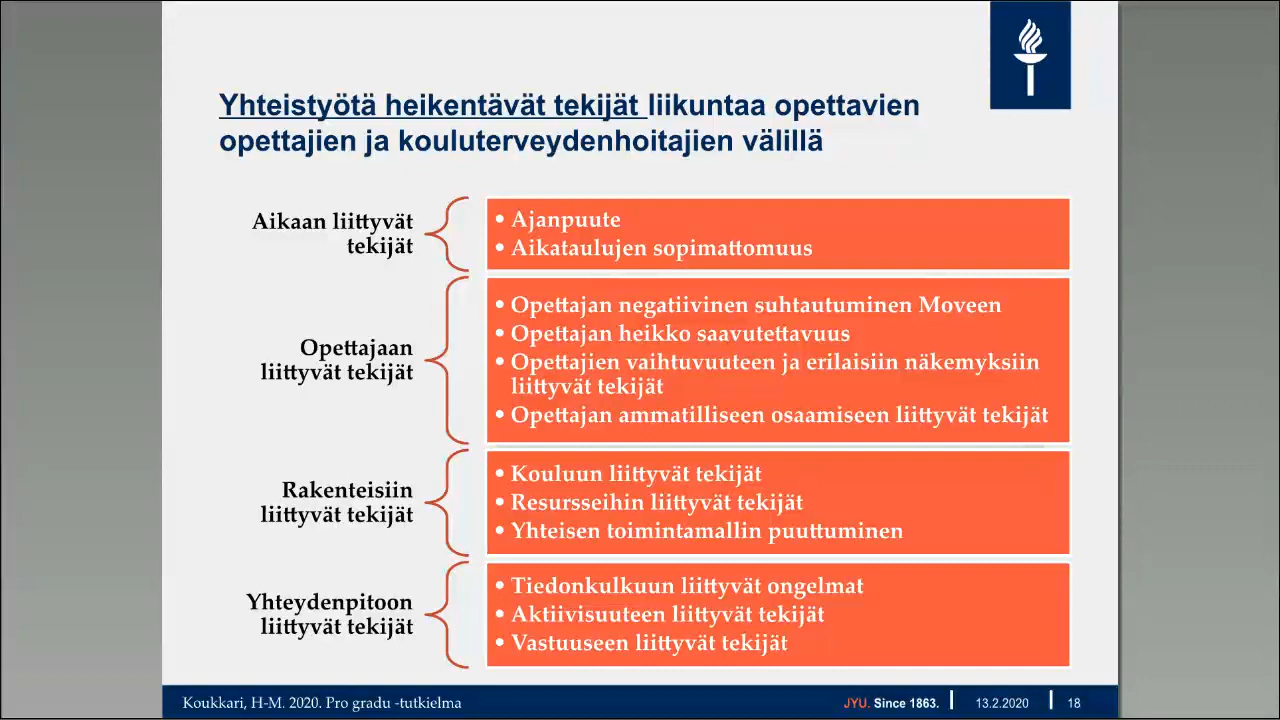 Yhteistyötä heikentävät tekijät liikuntaa opettavien
opettajien ja kouluterveydenhoitajien välillä
Aikaan liittyvät
tekijät
• Ajanpuute
• Aikataulujen sopimattomuus
Opettajaan
liittyvät tekijät
• Opettajan negatiivinen suhtautuminen Moveen
• Opettajan heikko saavutettavuus
• Opettajien vaihtuvuuteen ja erilaisiin näkemyksiin
liittyvät tekijät
• Opettajan ammatilliseen osaamiseen liittyvät tekijät
Rakenteisiin
liittyvät tekijät
• Kouluun liittyvät tekijät
• Resursseihin liittyvät tekijät
• Yhteisen toimintamallin puuttuminen
Yhteydenpitoon
liittyvät tekijät
• Tiedonkulkuun liittyvät ongelmat
• Aktiivisuuteen liittyvät tekijät
• Vastuuseen liittyvät tekijät
Koukkari, H-M. 2020. Pro gradu -tutkielma
JYU. Since 1863.
13.2.2020
18